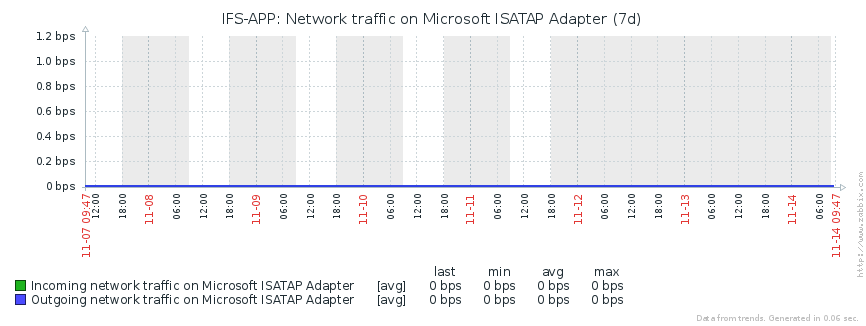 IFS-APP: Network traffic on Microsoft ISATAP Adapter (7d)
1.2 bps
1.0 bps
0.8 bps
0.6 bps
0.4 bps
0.2 bps
0 bps
11-07 09:47 12:00 18:00 11-08 06:00 12:00 18:00 11-09 06:00 12:00 18:00 11-10 06:00 12:00 18:00 11-11 06:00 12:00 18:00 11-12 06:00 12:00 18:00 11-13 06:00 12:00 18:00 11-14 06:00 11-14 09:47
http://www.zabbix.com
last min avg max
Incoming network traffic on Microsoft ISATAP Adapter [avg] 0 bps 0 bps 0 bps 0 bps
Outgoing network traffic on Microsoft ISATAP Adapter [avg] 0 bps 0 bps 0 bps 0 bps
Data from trends. Generated in 0.06 sec.